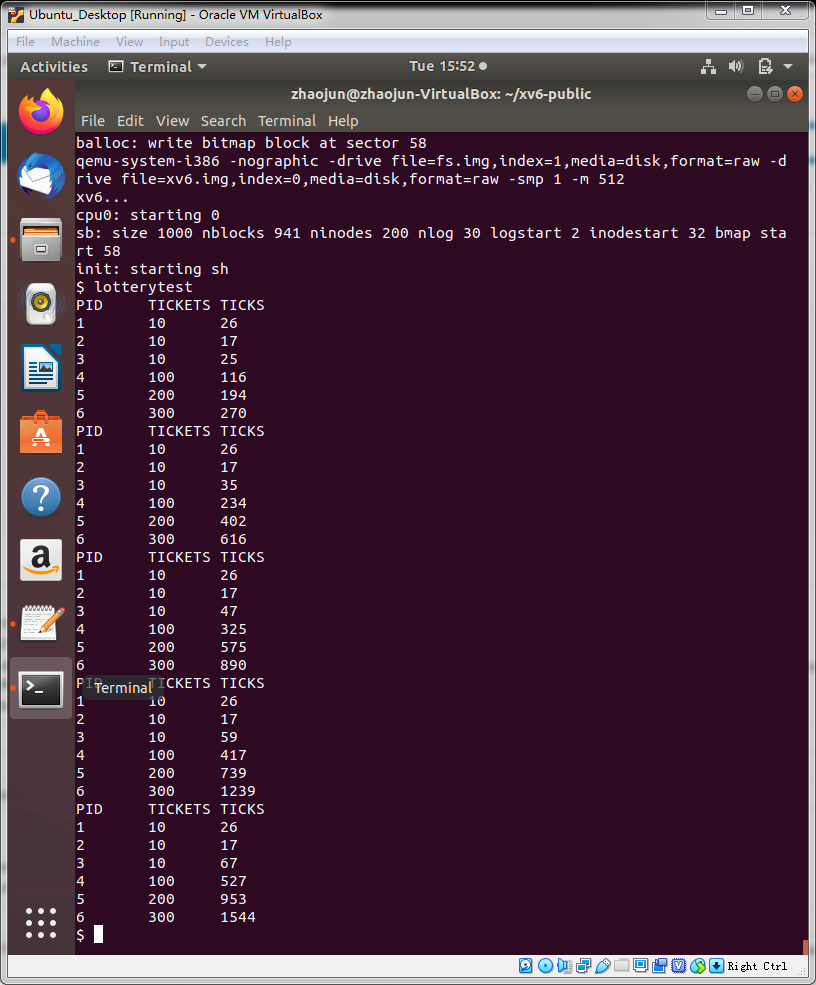 Ubuntu_Desktop [Running] - Oracle VM VirtualBox
File Machine View Input Devices Help
Activities Terminal Tue 15:52
zhaojun@zhaojun-VirtualBox: ~/xv6-public
File Edit View Search Terminal Help
balloc: write bitmap block at sector 58
qemu-system-i386 -nographic -drive file=fs.img,index=1,media=disk,format=raw -d
rive file=xv6.img,index=0,media=disk,format=raw -smp 1 -m 512
xv6...
cpu0: starting 0
sb: size 1000 nblocks 941 ninodes 200 nlog 30 logstart 2 inodestart 32 bmap sta
rt 58
init: starting sh
$ lotterytest
PID TICKETS TICKS
1 10 26
2 10 17
3 10 25
4 100 116
5 200 194
6 300 270
PID TICKETS TICKS
1 10 26
2 10 17
3 10 35
4 100 234
5 200 402
6 300 616
PID TICKETS TICKS
1 10 26
2 10 17
3 10 47
4 100 325
5 200 575
6 300 890
PID TICKETS TICKS
Terminal
1 10 26
2 10 17
3 10 59
4 100 417
5 200 739
6 300 1239
PID TICKETS TICKS
1 10 26
2 10 17
3 10 67
4 100 527
5 200 953
6 300 1544
$
Right Ctrl